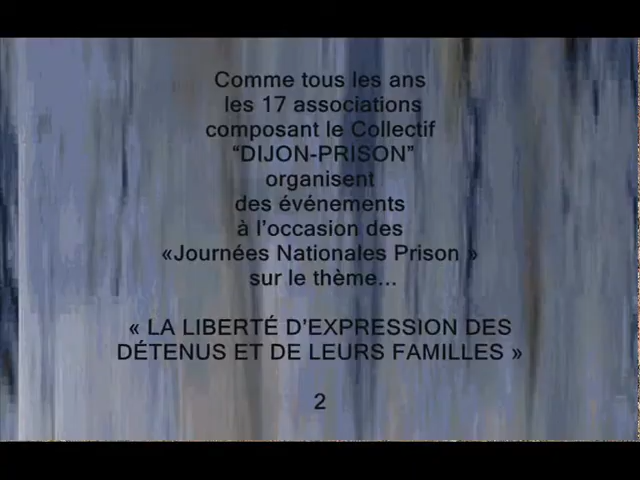 Comme tous les ans
les 17 associations
composant le Collectif
“DIJON-PRISON”
organisent
des événements
à l’occasion des
«Journées Nationales Prison »
sur le thème...
« LA LIBERTÉ D’EXPRESSION DES
DÉTENUS ET DE LEURS FAMILLES »
2